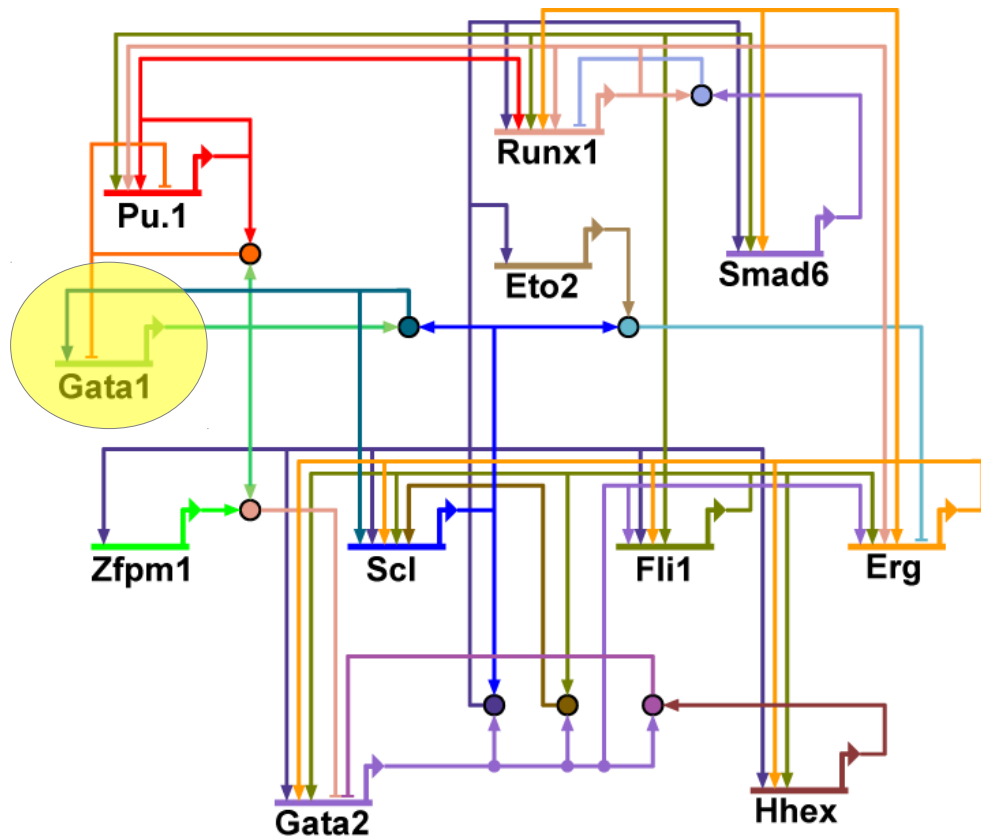 Runx1
Pu.1
Smad6
Eto2
Gata1
Zfpm1
Scl
Fli1
Erg
Hhex
Gata2